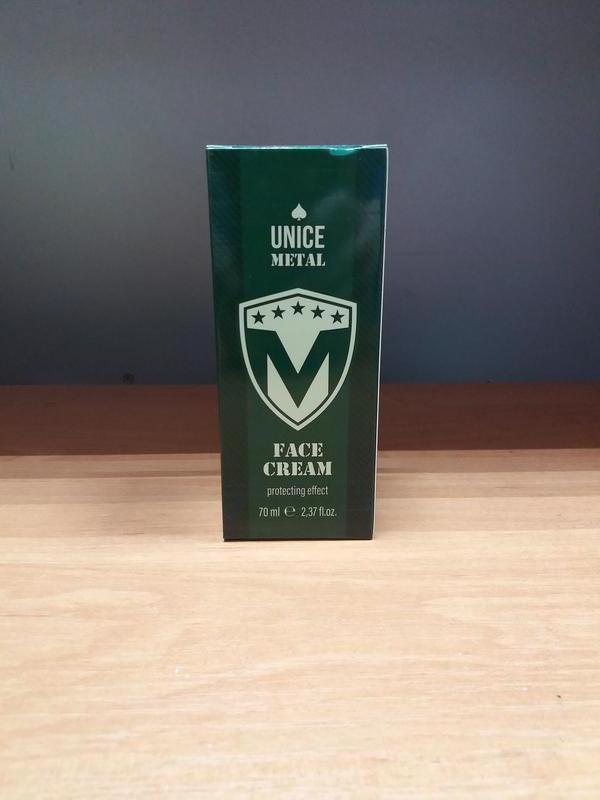 UNICE
METAL
M
FACE
CREAM
protecting effect
70 ml ℮ 2,37 fl.oz.